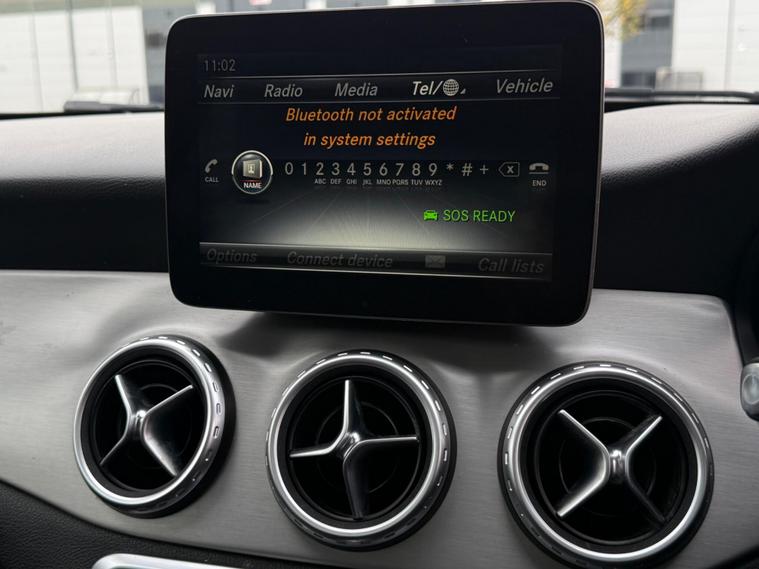 11:02
Navi Radio Media Tel/ Vehicle
Bluetooth not activated
in system settings
0 1 2 3 4 5 6 7 8 9 * # +
ABC DEF GHI JKL MNO PQRS TUV WXYZ
CALL NAME END
SOS READY
Options Connect device Call lists